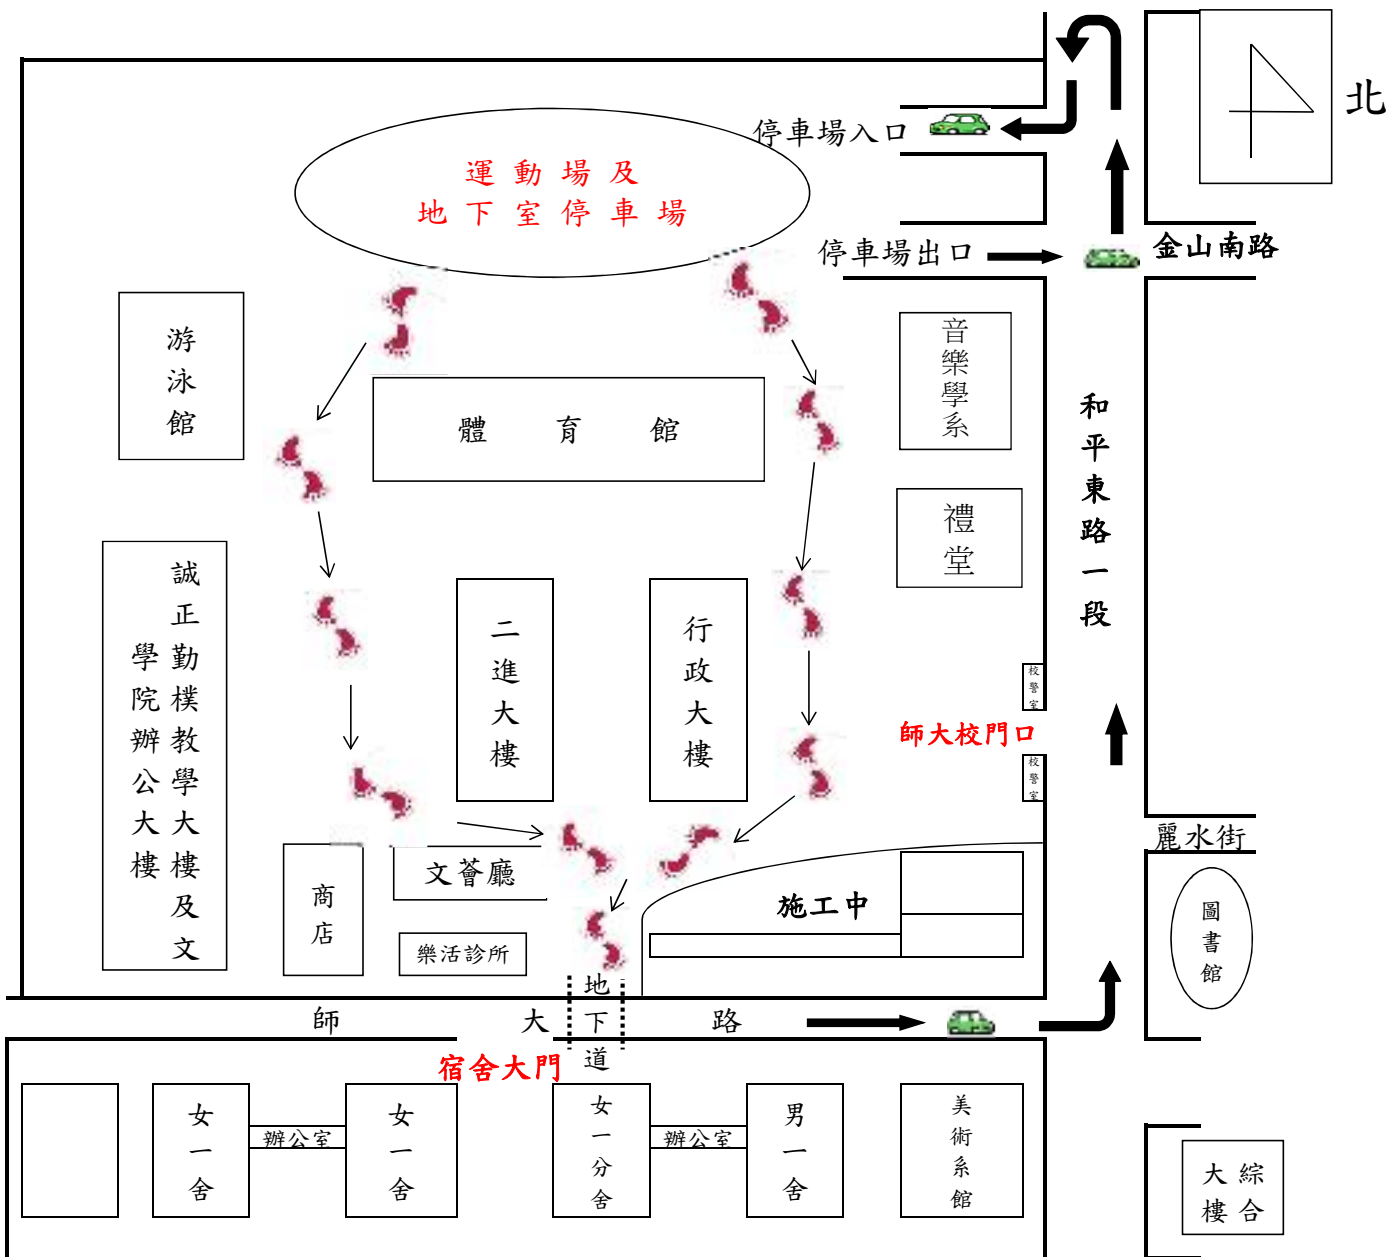 北
停車場入口
運動場及
地下室停車場
停車場出口
金山南路
游泳館
音樂學系
體育館
和平東路一段
禮堂
誠正勤樸教學大樓及文
學院辦公大樓
二進大樓
行政大樓
校警室
師大校門口
校警室
麗水街
文薈廳
商店
施工中
圖書館
樂活診所
師大路
地下道
宿舍大門
女一舍
辦公室
女一舍
女一分舍
辦公室
男一舍
美術系館
綜合
大樓